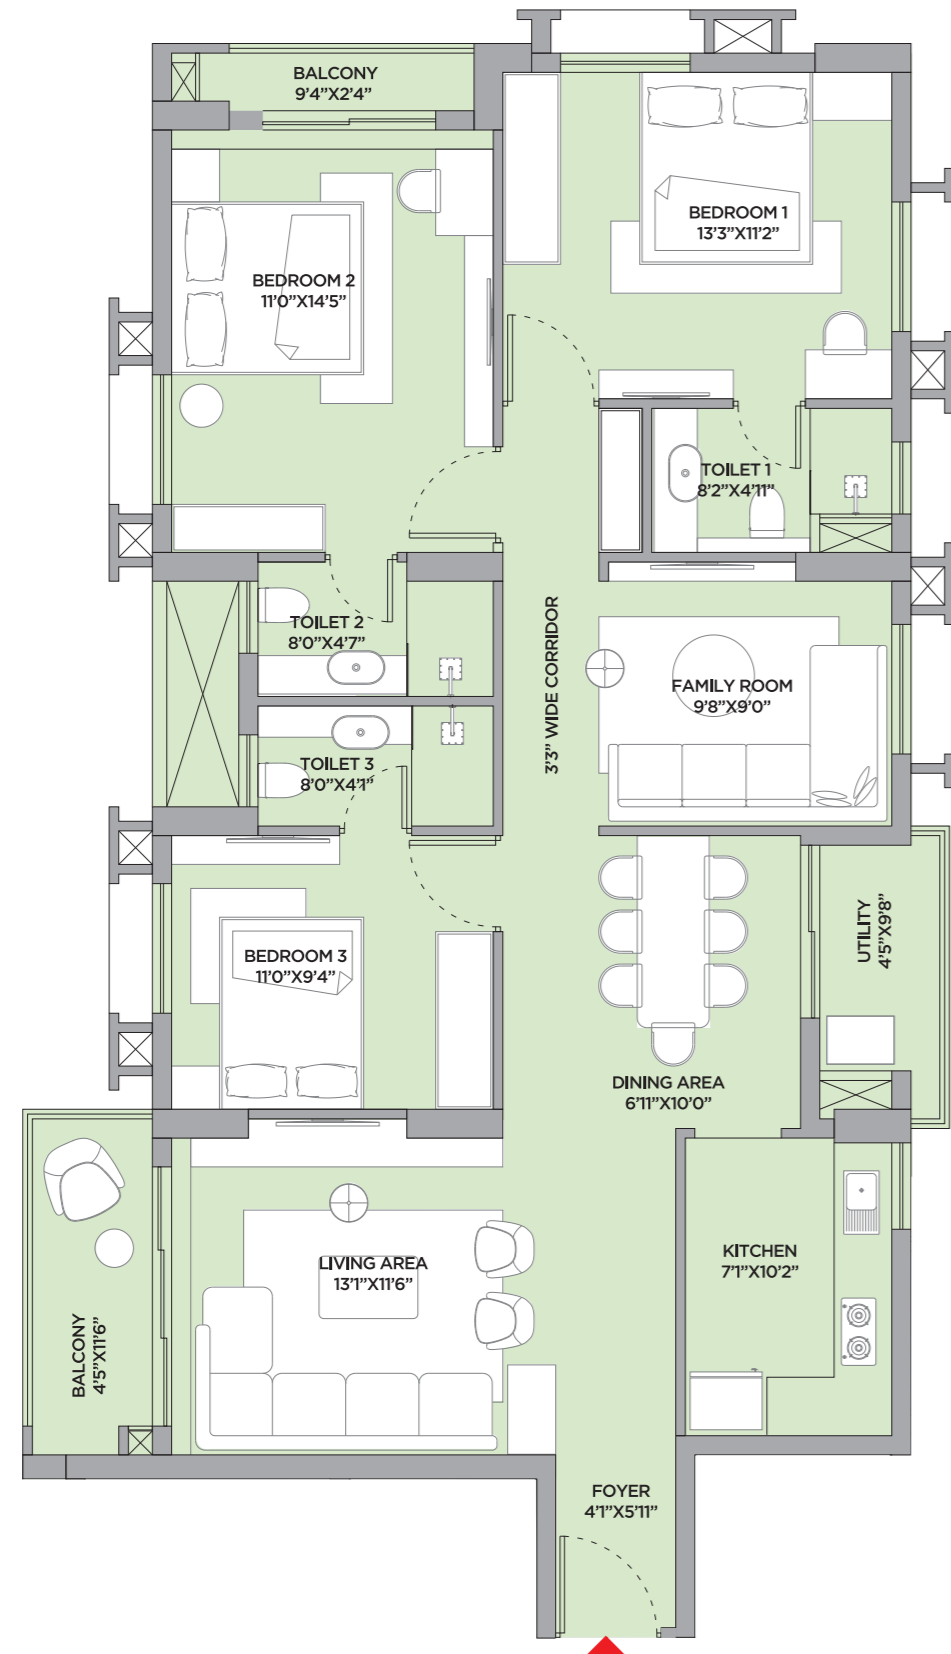 BALCONY
9'4”X2'4”
BEDROOM 1
13'3”X11'2”
BEDROOM 2
11'0”X14'5”
TOILET 1
8'2”X4'11”
TOILET 2
8'0”X4'7”
3'3” WIDE CORRIDOR
FAMILY ROOM
9'8”X9'0”
TOILET 3
8'0”X4'1”
UTILITY
4'5”X9'8”
BEDROOM 3
11'0”X9'4”
DINING AREA
6'11”X10'0”
KITCHEN
7'1”X10'2”
LIVING AREA
13'1”X11'6”
BALCONY
4'5”X11'6”
FOYER
4'1”X5'11”